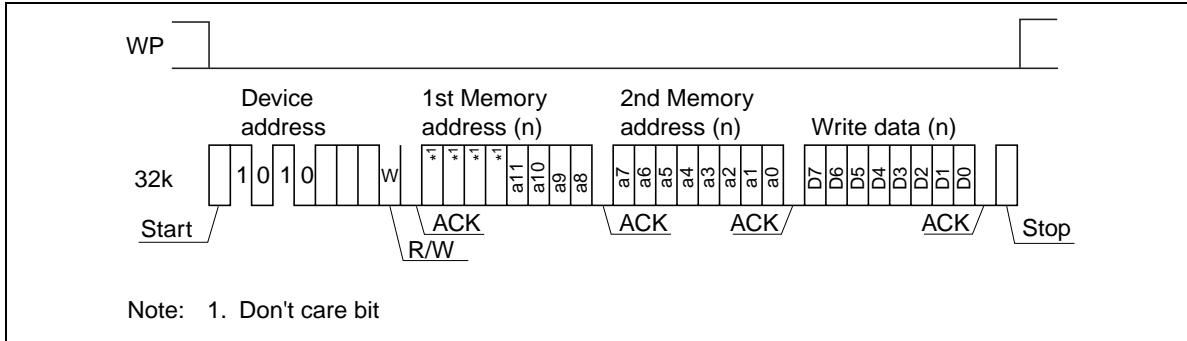 WP
Device address
1st Memory address (n)
2nd Memory address (n)
Write data (n)
32k
1 0 1 0 W *1 *1 *1 *1 a11 a10 a9 a8 a7 a6 a5 a4 a3 a2 a1 a0 D7 D6 D5 D4 D3 D2 D1 D0
Start ACK ACK ACK ACK Stop
R/W
Note: 1. Don't care bit